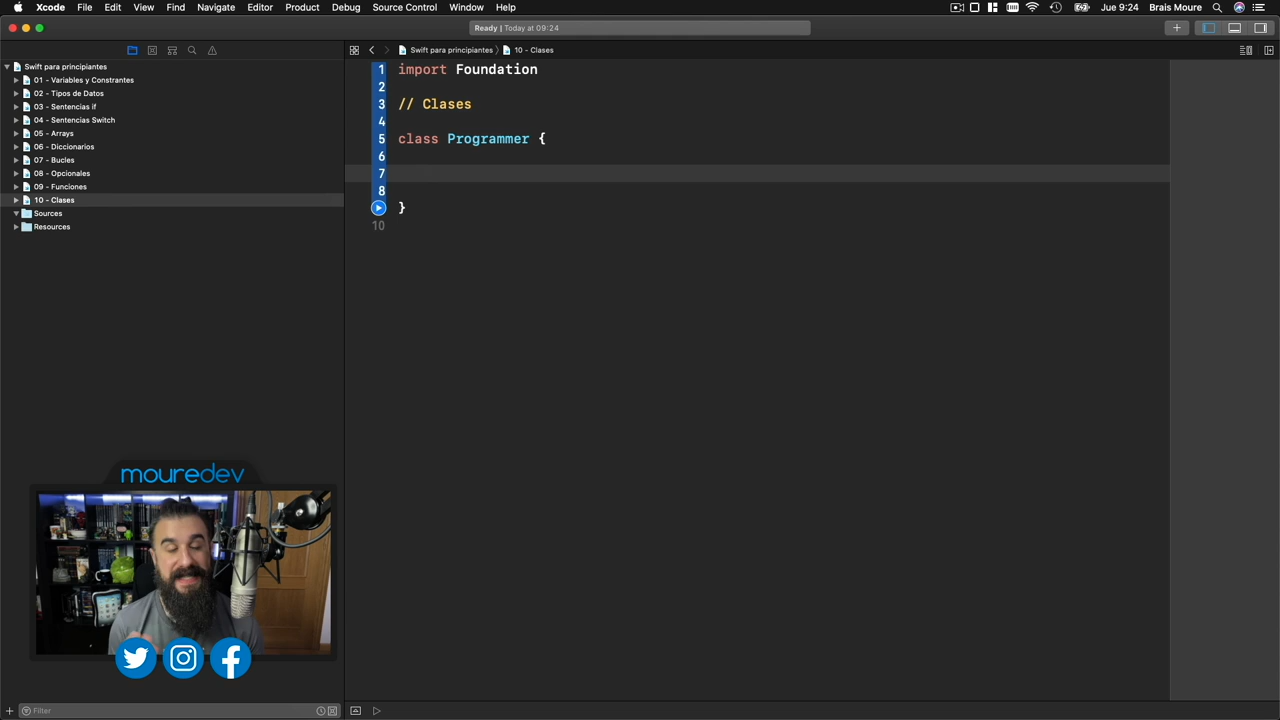 Xcode File Edit View Find Navigate Editor Product Debug Source Control Window Help
Jue 9:24 Brais Moure
Ready | Today at 09:24
Swift para principiantes
10 - Clases
Swift para principiantes
01 - Variables y Constrantes
02 - Tipos de Datos
03 - Sentencias if
04 - Sentencias Switch
05 - Arrays
06 - Diccionarios
07 - Bucles
08 - Opcionales
09 - Funciones
10 - Clases
Sources
Resources
1 import Foundation
2
3 // Clases
4
5 class Programmer {
6
7
8
}
10
mouredev
Filter